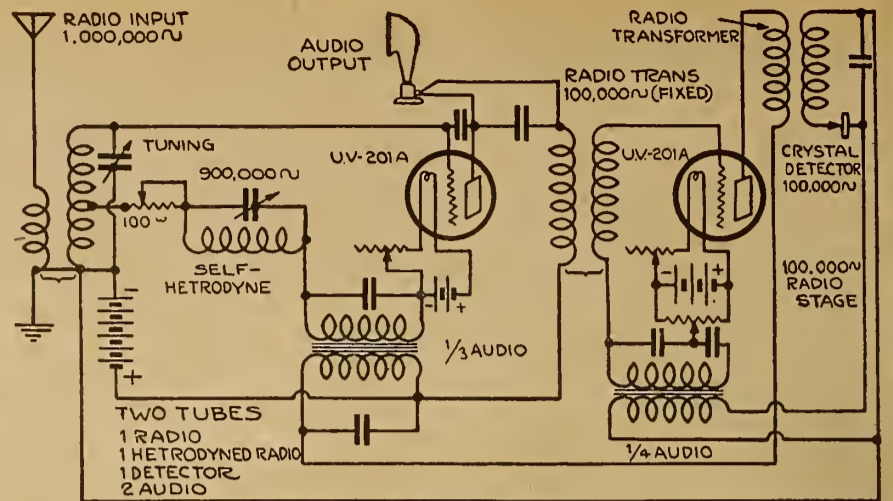 RADIO INPUT
1.000,000~
AUDIO
OUTPUT
RADIO
TRANSFORMER
RADIO TRANS
100,000~(FIXED)
TUNING
900,000~
U.V-201A
U.V-201A
100~
CRYSTAL
DETECTOR
100,000~
SELF-
HETRODYNE
100.000~
RADIO
STAGE
- +
- +
-
+
1/3 AUDIO
1/4 AUDIO
TWO TUBES
1 RADIO
1 HETRODYNED RADIO
1 DETECTOR
2 AUDIO